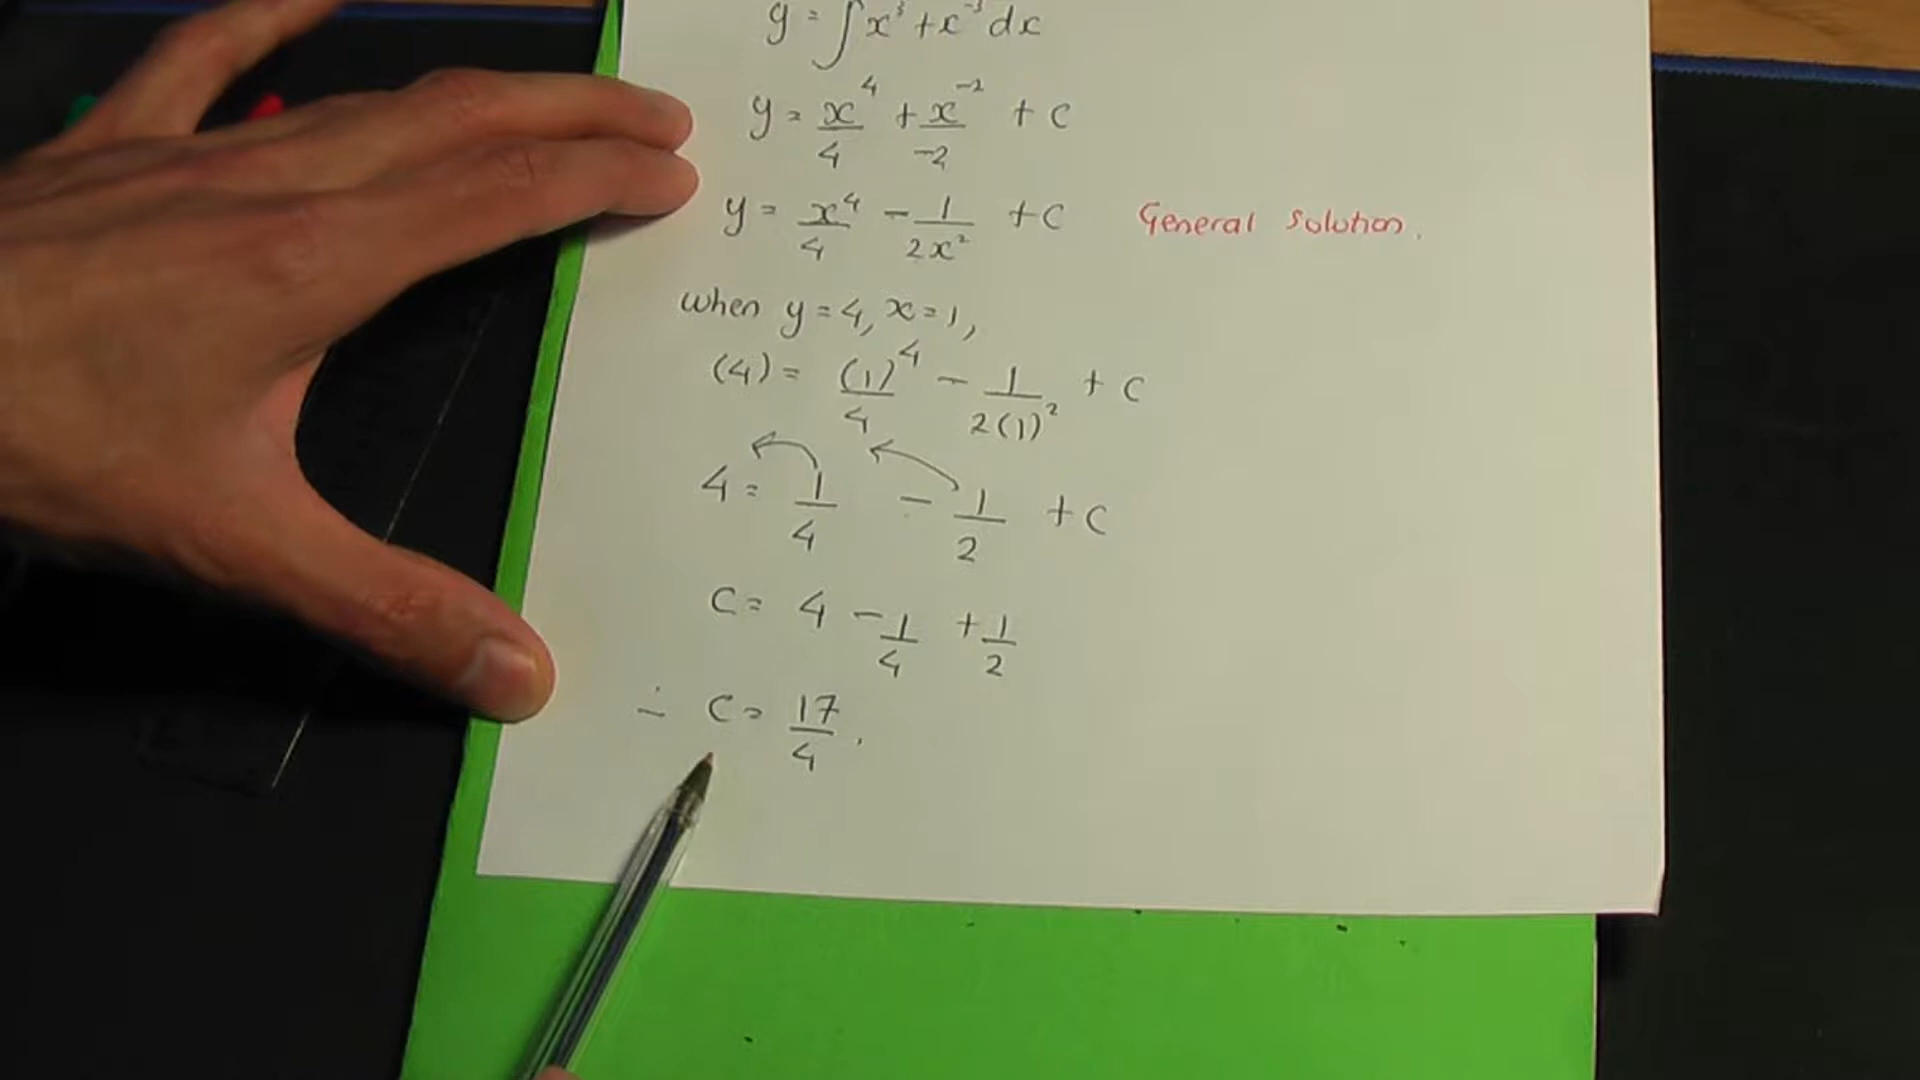 y = ∫x³ + x⁻³ dx
y = x⁴/4 + x⁻²/-2 + c
y = x⁴/4 - 1/2x² + c General solution.
when y = 4, x = 1,
(4) = (1)⁴/4 - 1/2(1)² + c
4 = 1/4 - 1/2 + c
c = 4 - 1/4 + 1/2
∴ c = 17/4.